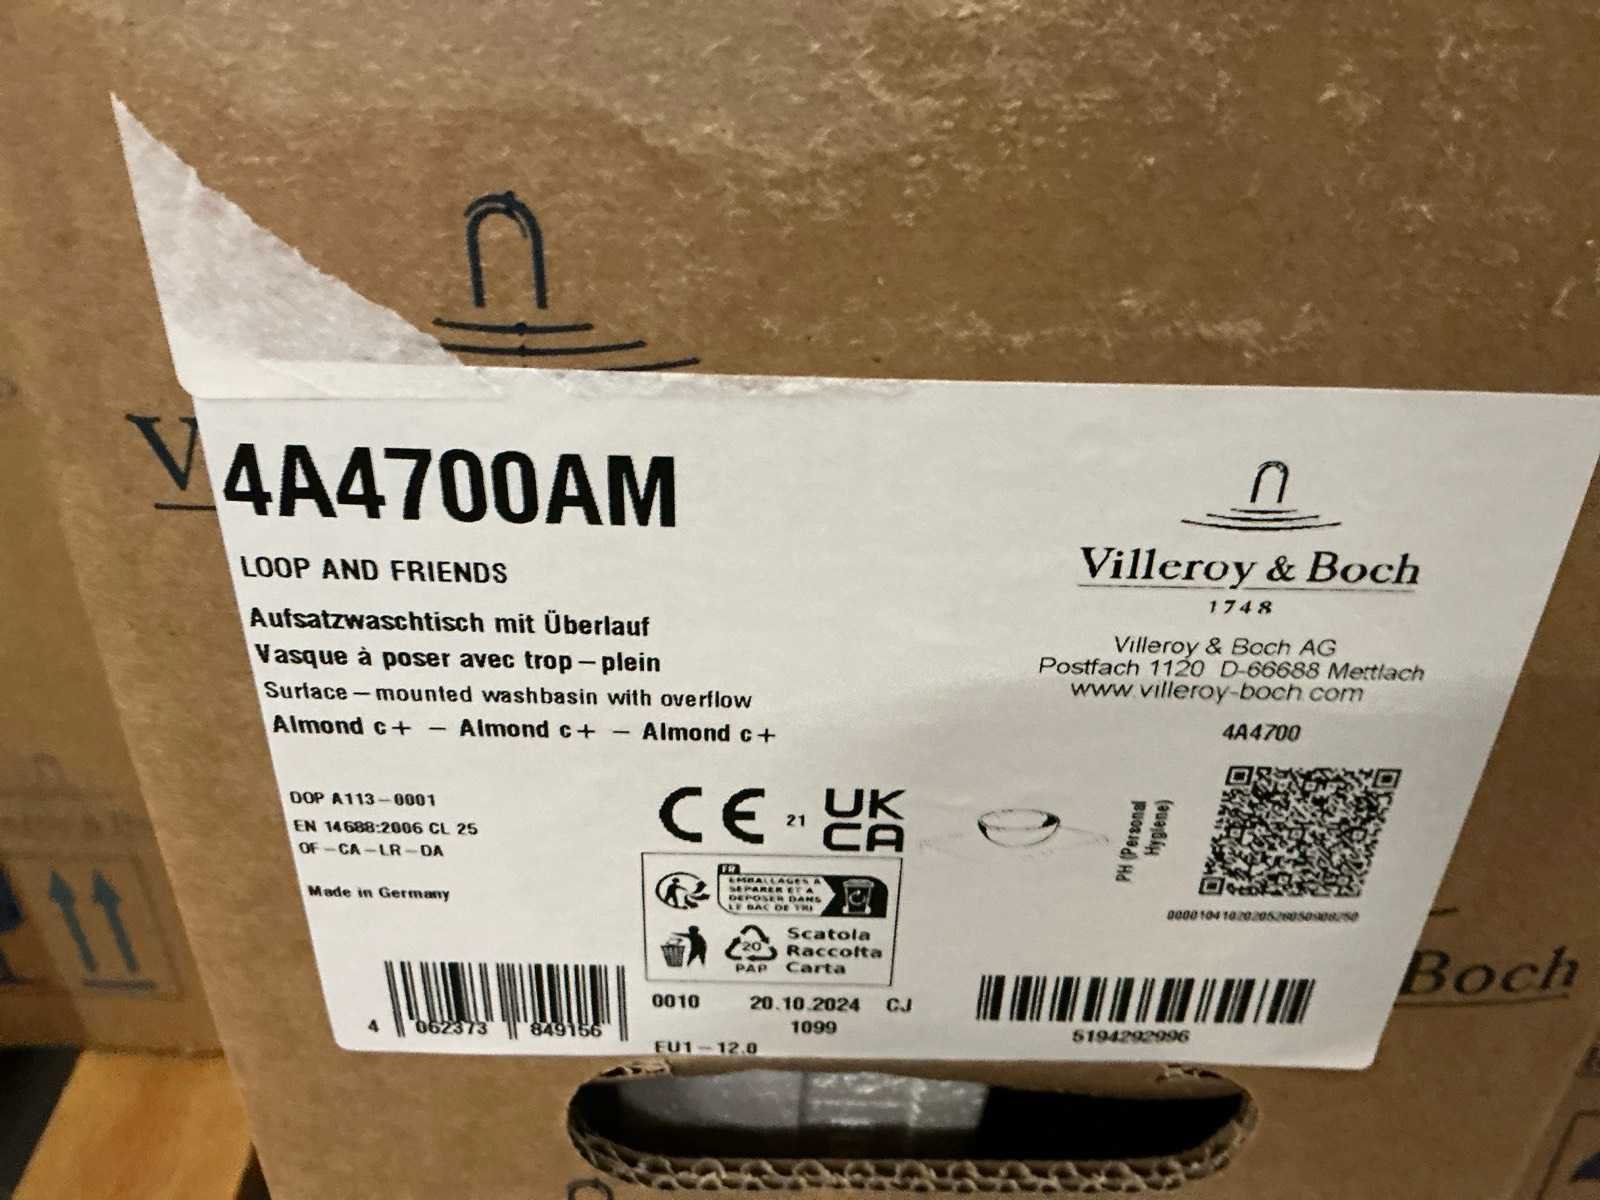 4A4700AM
LOOP AND FRIENDS
Aufsatzwaschtisch mit Überlauf
Vasque à poser avec trop – plein
Surface – mounted washbasin with overflow
Almond c+ – Almond c+ – Almond c+
DOP A113-0001
EN 14688:2006 CL 25
OF-CA-LR-DA
Made in Germany
4 062373 849156
CE 21 UK
CA
FR
EMBALLAGES À
SÉPARER ET À
DÉPOSER DANS
LE BAC DE TRI
20
PAP
Scatola
Raccolta
Carta
0010 20.10.2024 CJ
1099
EU1-12.0
Villeroy & Boch
1748
Villeroy & Boch AG
Postfach 1120 D-66688 Mettlach
www.villeroy-boch.com
4A4700
PH (Personal
Hygiene)
5194292996
V
Boch